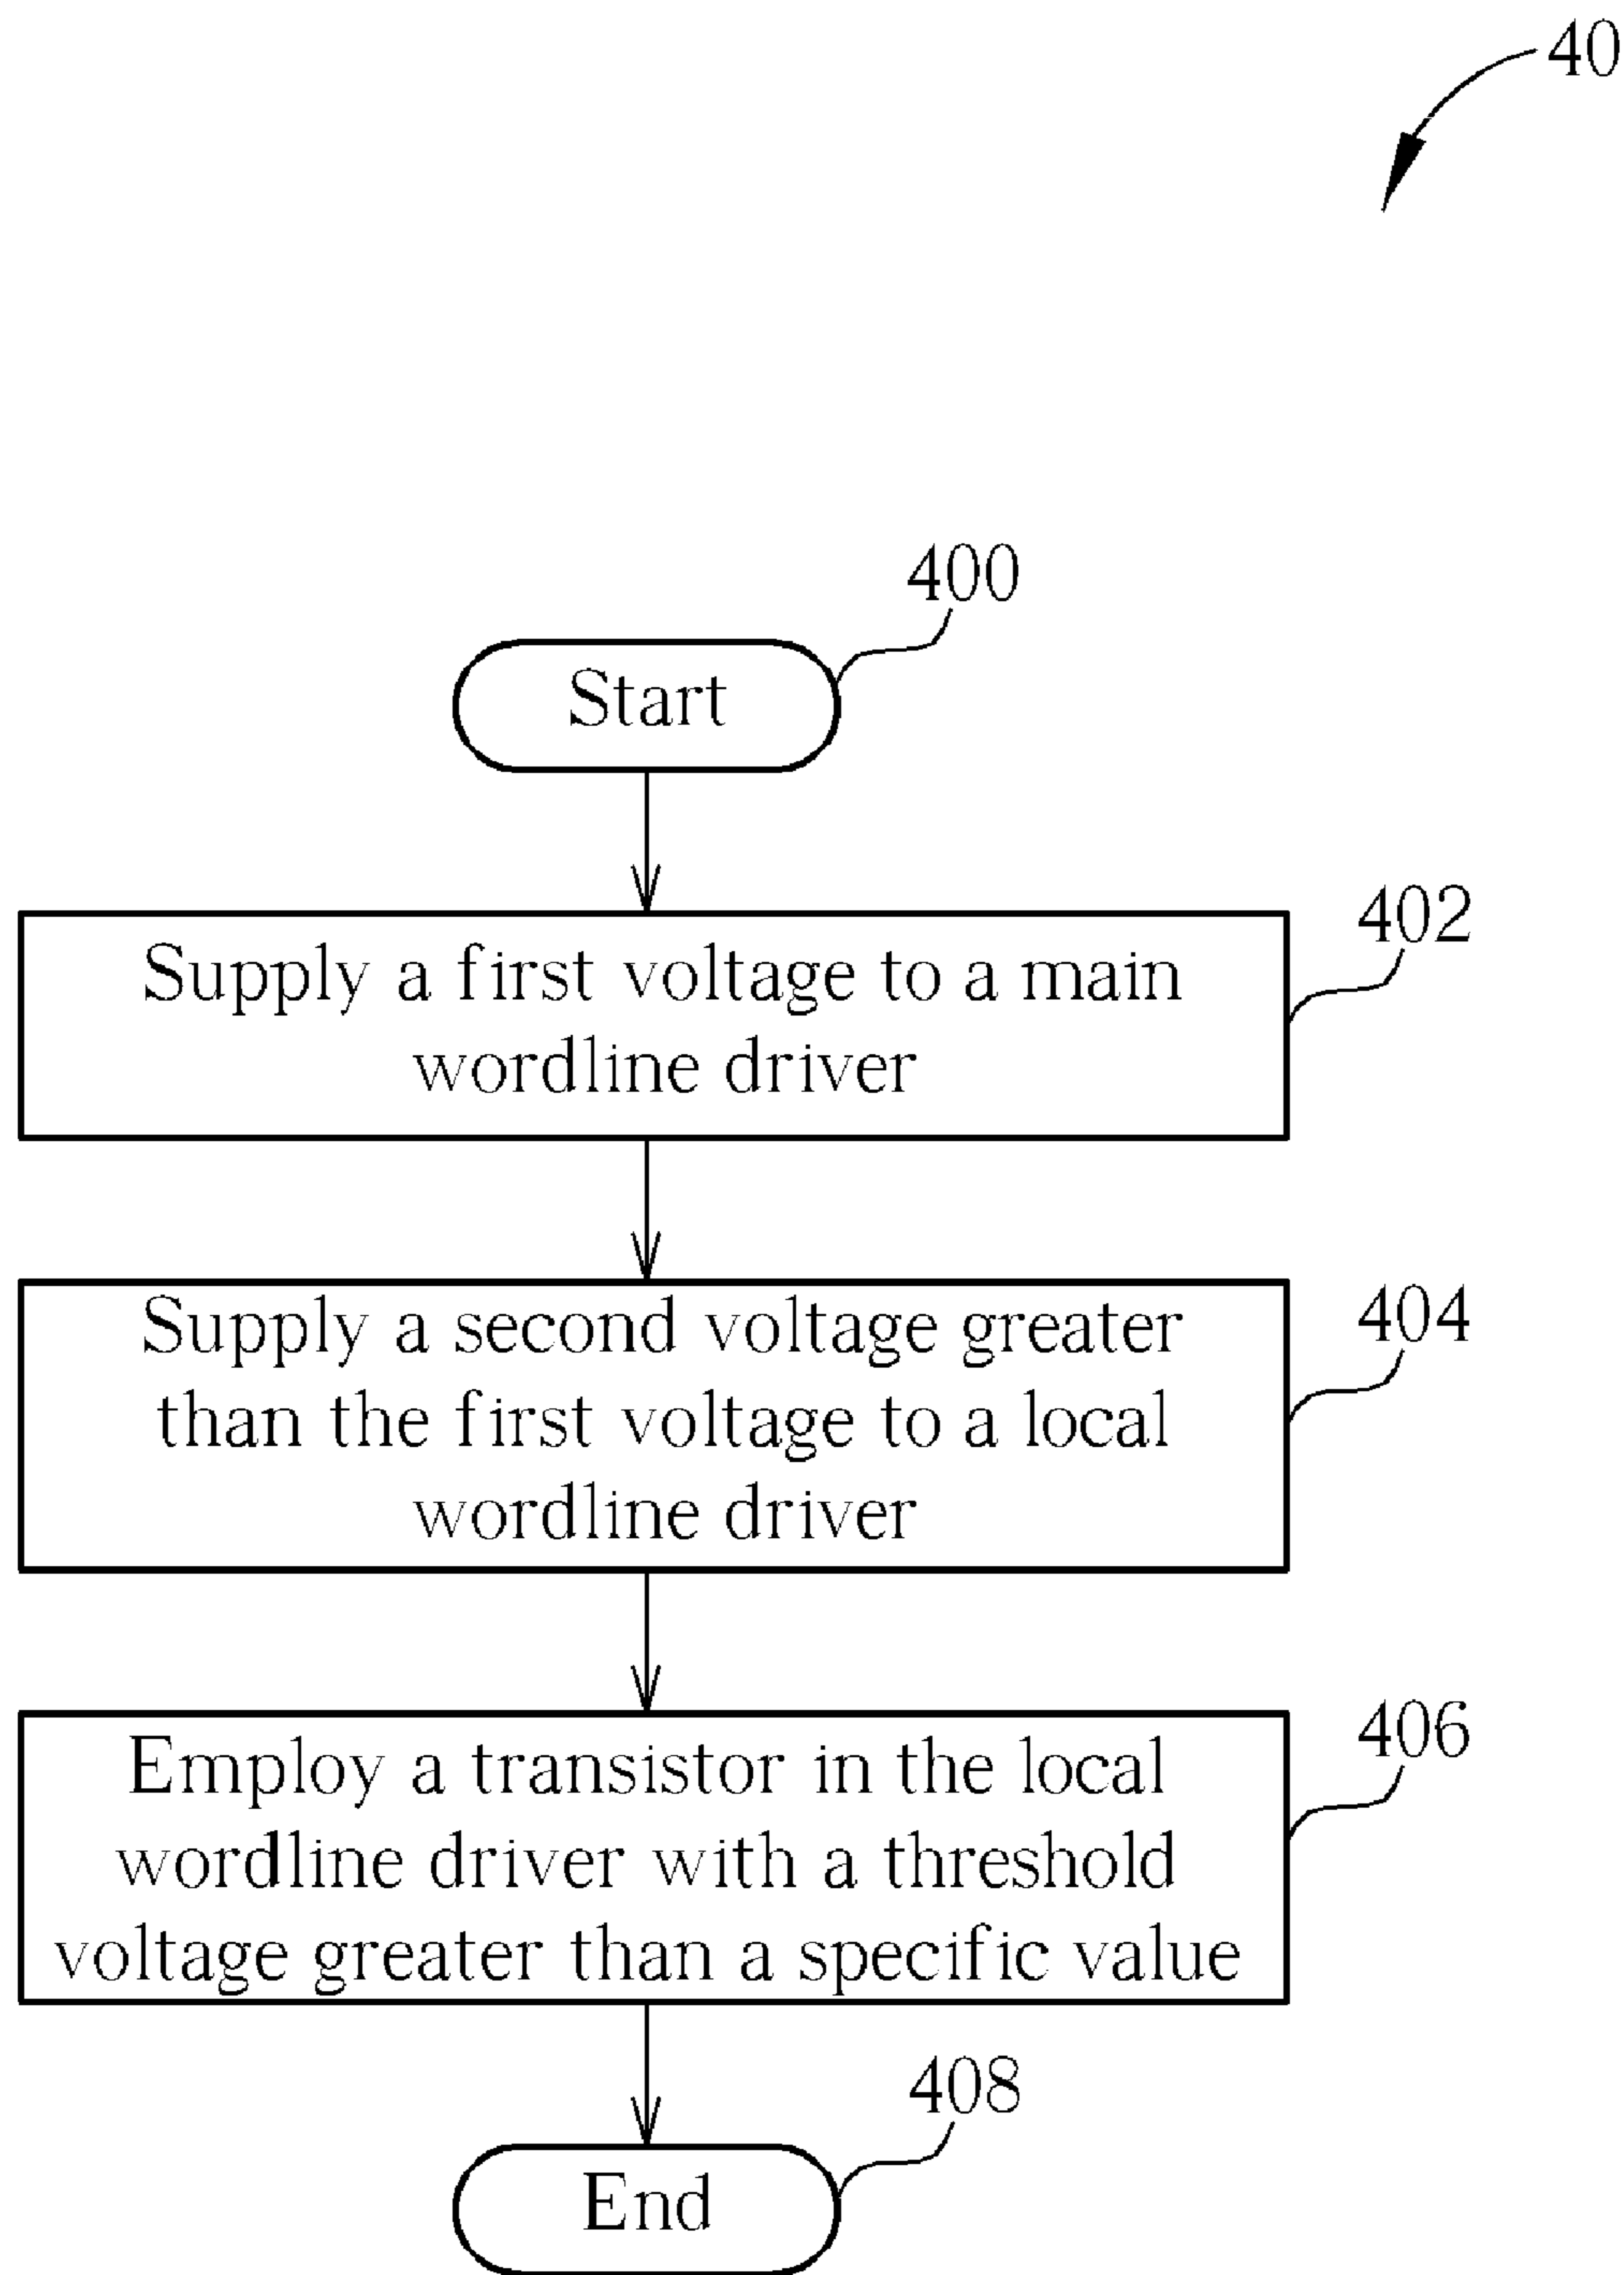 40
400
Start
402
Supply a first voltage to a main
wordline driver
404
Supply a second voltage greater
than the first voltage to a local
wordline driver
406
Employ a transistor in the local
wordline driver with a threshold
voltage greater than a specific value
408
End